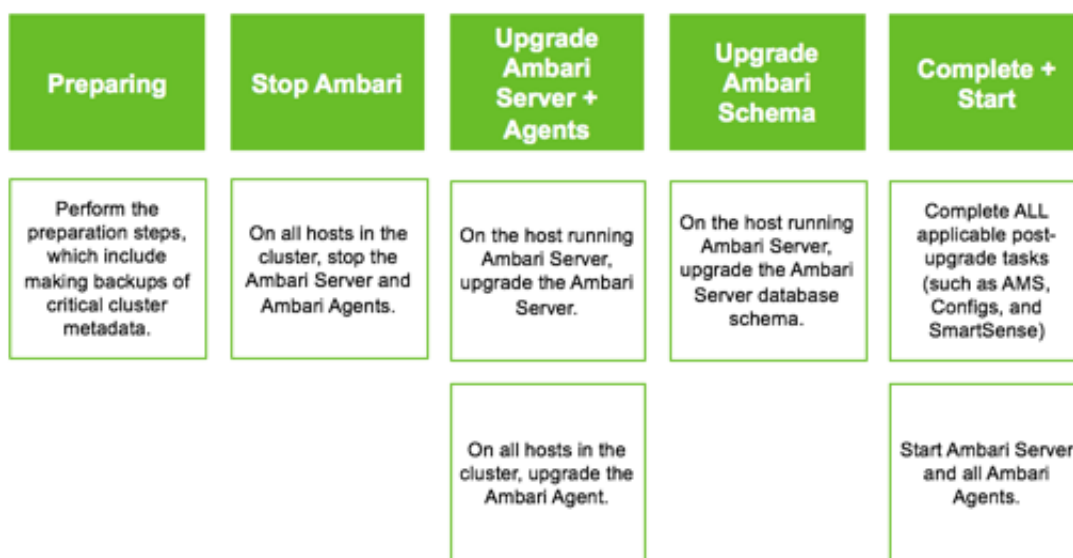 Preparing
Stop Ambari
Upgrade
Ambari
Server +
Agents
Upgrade
Ambari
Schema
Complete +
Start
Perform the
preparation steps,
which include
making backups of
critical cluster
metadata.
On all hosts in the
cluster, stop the
Ambari Server and
Ambari Agents.
On the host running
Ambari Server,
upgrade the Ambari
Server.
On the host running
Ambari Server,
upgrade the Ambari
Server database
schema.
Complete ALL
applicable post-
upgrade tasks
(such as AMS,
Configs, and
SmartSense)
On all hosts in the
cluster, upgrade the
Ambari Agent.
Start Ambari Server
and all Ambari
Agents.